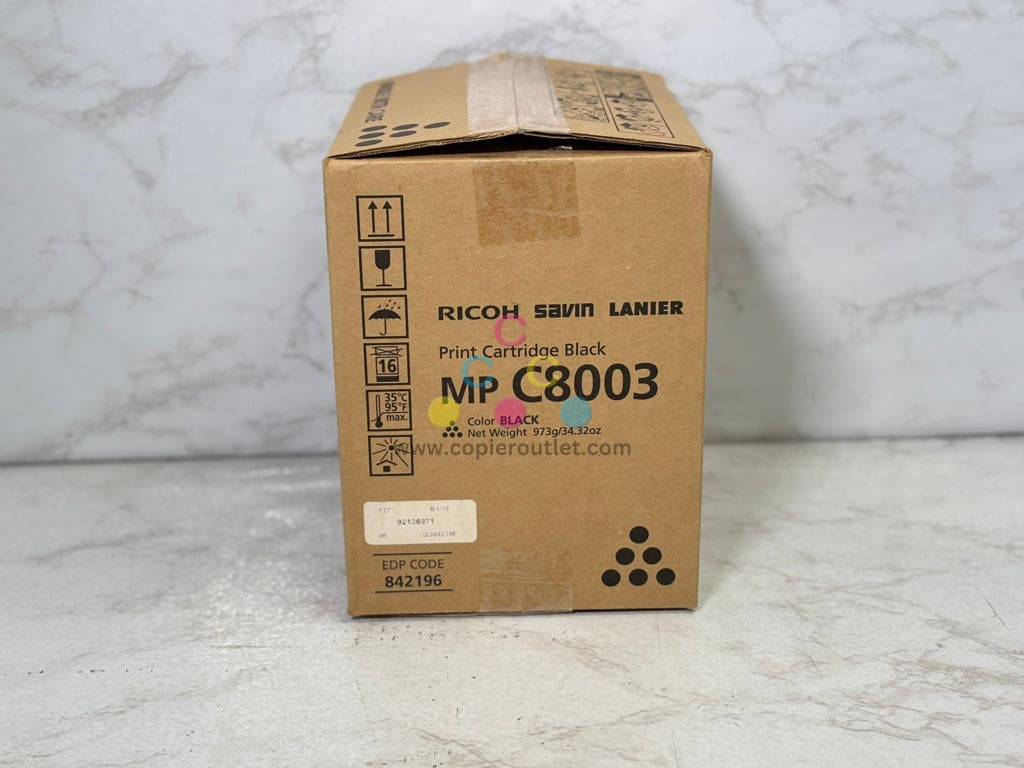 RICOH Savin LANIER
Print Cartridge Black
MP C8003
Color BLACK
Net Weight 973g/34.32oz
www.copieroutlet.com
16
35°C
95°F
max.
92136971
EDP CODE
842196